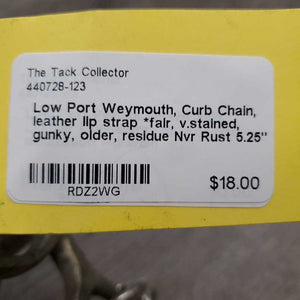 The Tack Collector
440728-123
Low Port Weymouth, Curb Chain,
leather lip strap *fair, v.stained,
gunky, older, residue Nvr Rust 5.25"
RDZ2WG
$18.00